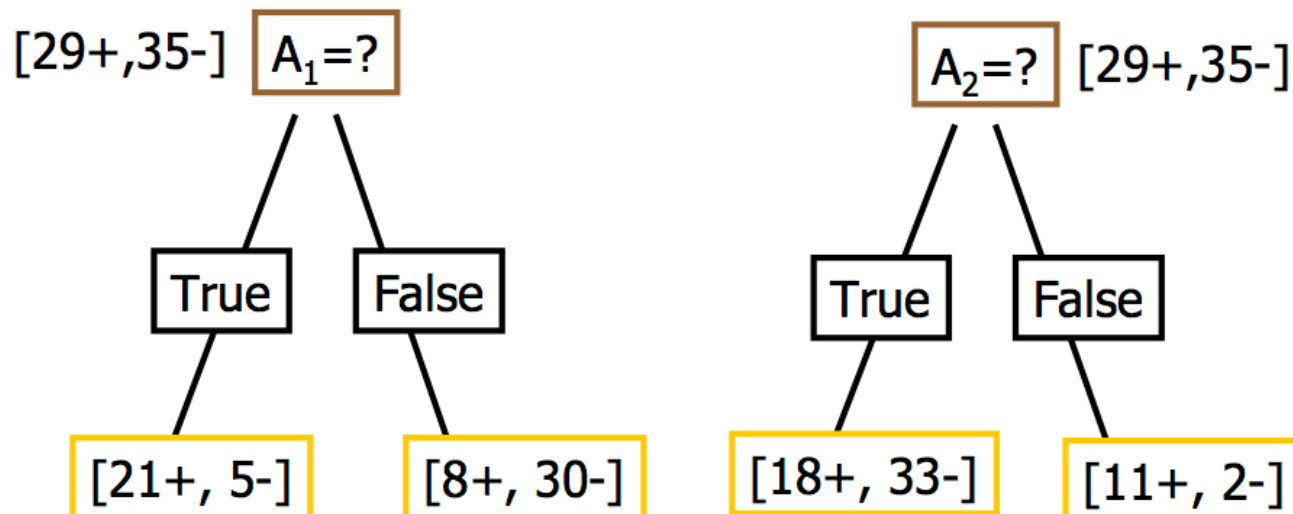 [29+,35-] A₁=? A₂=? [29+,35-]
True False True False
[21+, 5-] [8+, 30-] [18+, 33-] [11+, 2-]